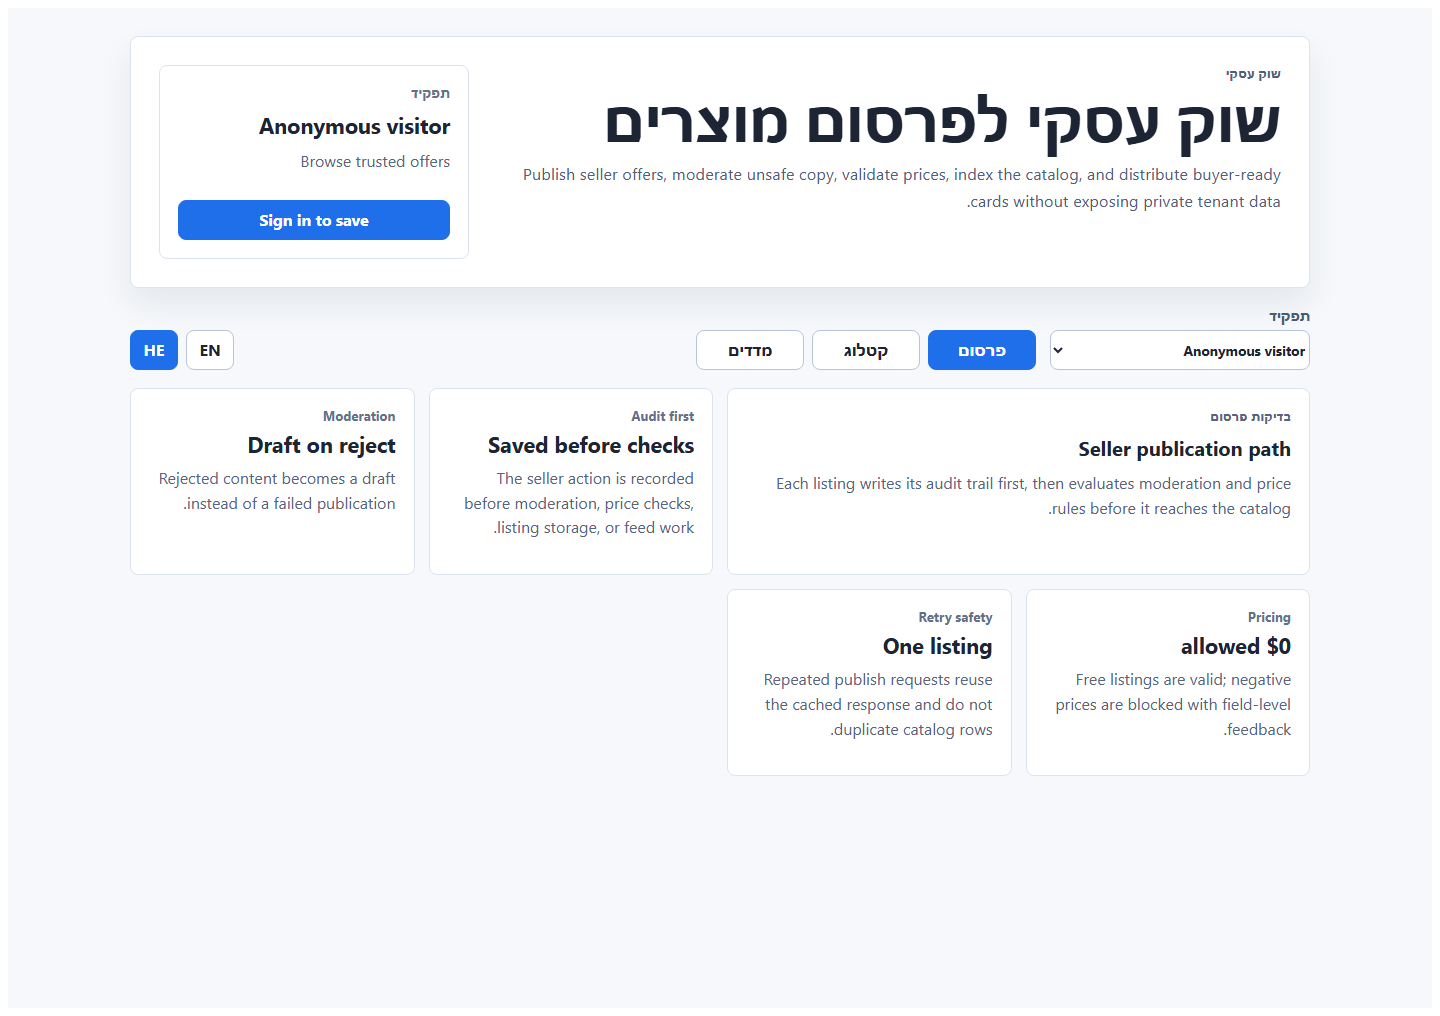 שוק עסקי
שוק עסקי לפרסום מוצרים
Publish seller offers, moderate unsafe copy, validate prices, index the catalog, and distribute buyer-ready
cards without exposing private tenant data.
תפקיד
Anonymous visitor
Browse trusted offers
Sign in to save
תפקיד
Anonymous visitor
פרסום
קטלוג
מדדים
EN
HE
בדיקות פרסום
Seller publication path
Each listing writes its audit trail first, then evaluates moderation and price
rules before it reaches the catalog.
Audit first
Saved before checks
The seller action is recorded
before moderation, price checks,
listing storage, or feed work.
Moderation
Draft on reject
Rejected content becomes a draft
instead of a failed publication.
Pricing
$0 allowed
Free listings are valid; negative
prices are blocked with field-level
feedback.
Retry safety
One listing
Repeated publish requests reuse
the cached response and do not
duplicate catalog rows.